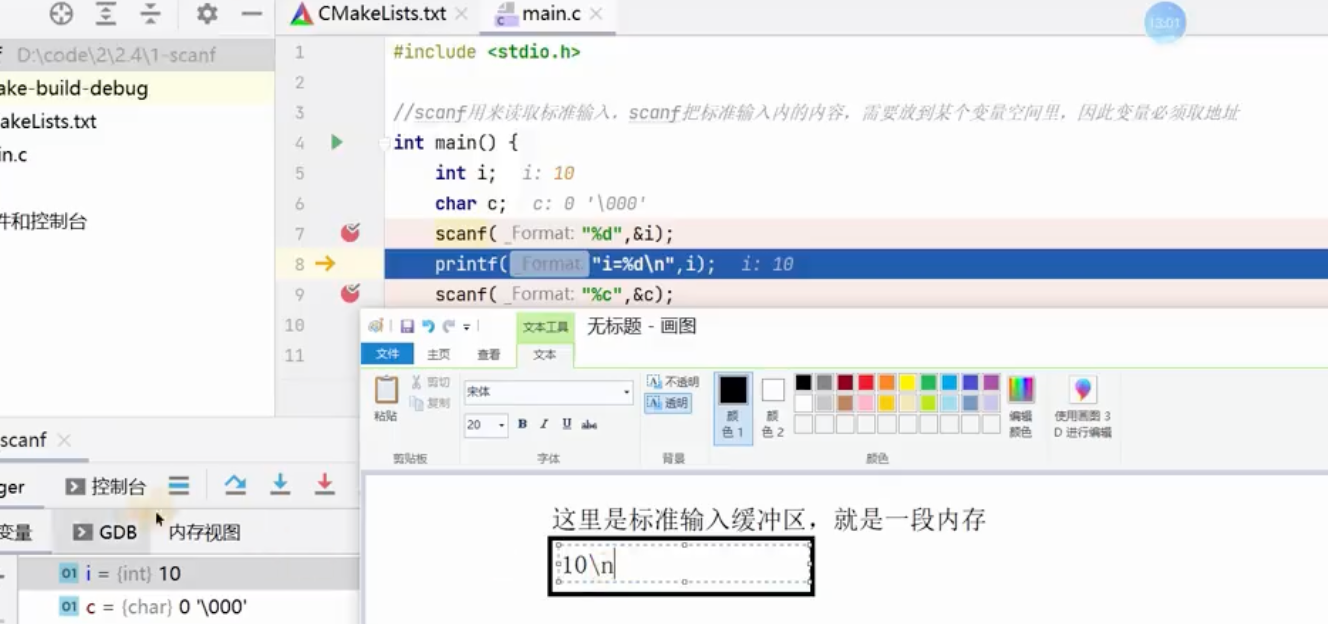 CMakeLists.txt
main.c
13:01
D:\code\2\2.4\1-scanf
ake-build-debug
akeLists.txt
in.c
件和控制台
1 #include <stdio.h>
2
3 //scanf用来读取标准输入，scanf把标准输入内的内容，需要放到某个变量空间里，因此变量必须取地址
4 int main() {
5 int i; i: 10
6 char c; c: 0 '\000'
7 scanf( _Format: "%d",&i);
8 printf( _Format: "i=%d\n",i); i: 10
9 scanf( _Format: "%c",&c);
10
11
文本工具 无标题 - 画图
文件 主页 查看 文本
粘贴 剪切 复制
剪贴板
宋体
20 B I U abc
字体
不透明
透明
背景
颜色 1
颜色 2
编辑颜色
颜色
使用画图 3D 进行编辑
scanf
ger 控制台
变量 GDB 内存视图
01 i = {int} 10
01 c = {char} 0 '\000'
这里是标准输入缓冲区，就是一段内存
10\n